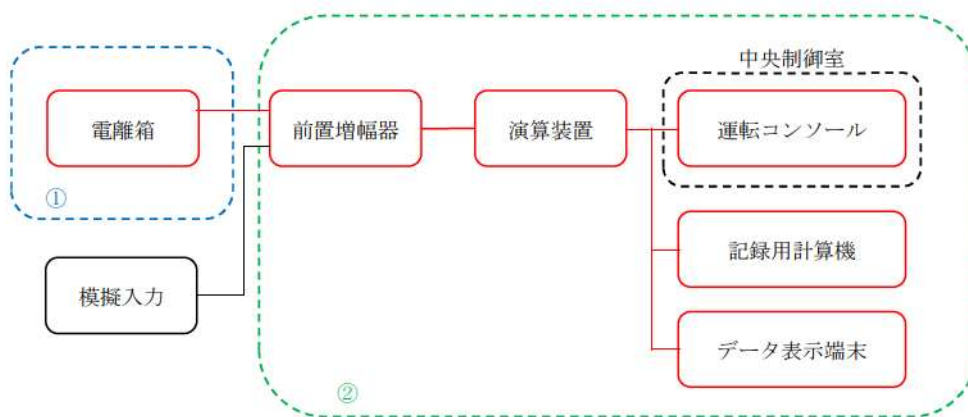 中央制御室
電離箱
前置増幅器
演算装置
運転コンソール
①
記録用計算機
模擬入力
データ表示端末
②